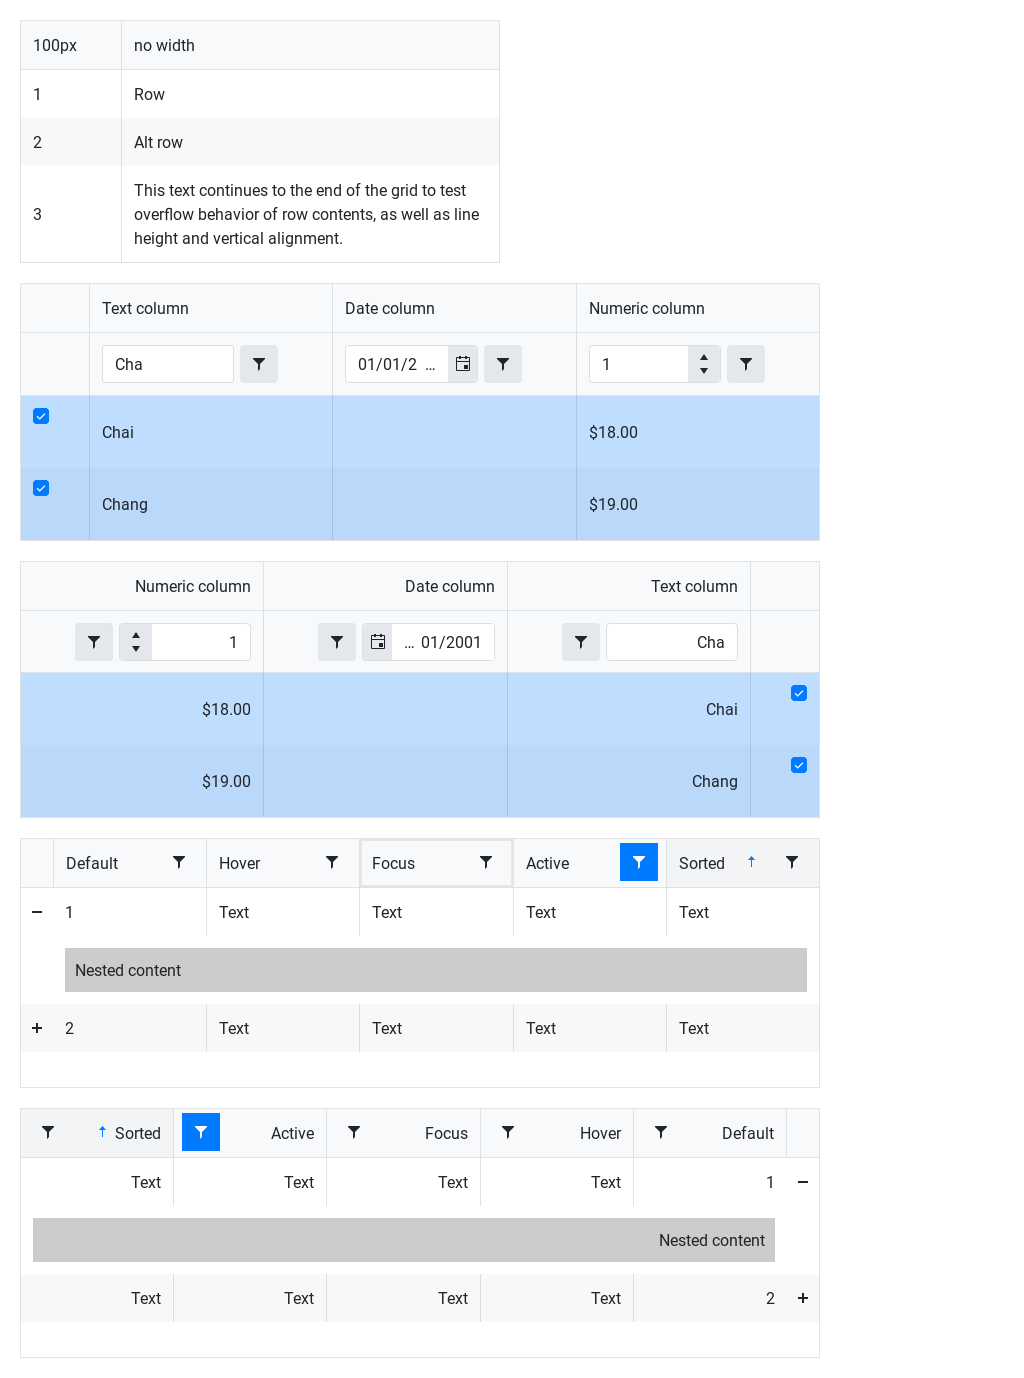 100px no width
1 Row
2 Alt row
This text continues to the end of the grid to test
3 overflow behavior of row contents, as well as line
height and vertical alignment.
Text column Date column Numeric column
Cha 01/01/2 ... 1
Chai $18.00
Chang $19.00
Numeric column Date column Text column
1 ... 01/2001 Cha
$18.00 Chai
$19.00 Chang
Default Hover Focus Active Sorted
1 Text Text Text Text
Nested content
2 Text Text Text Text
Sorted Active Focus Hover Default
Text Text Text Text 1
Nested content
Text Text Text Text 2